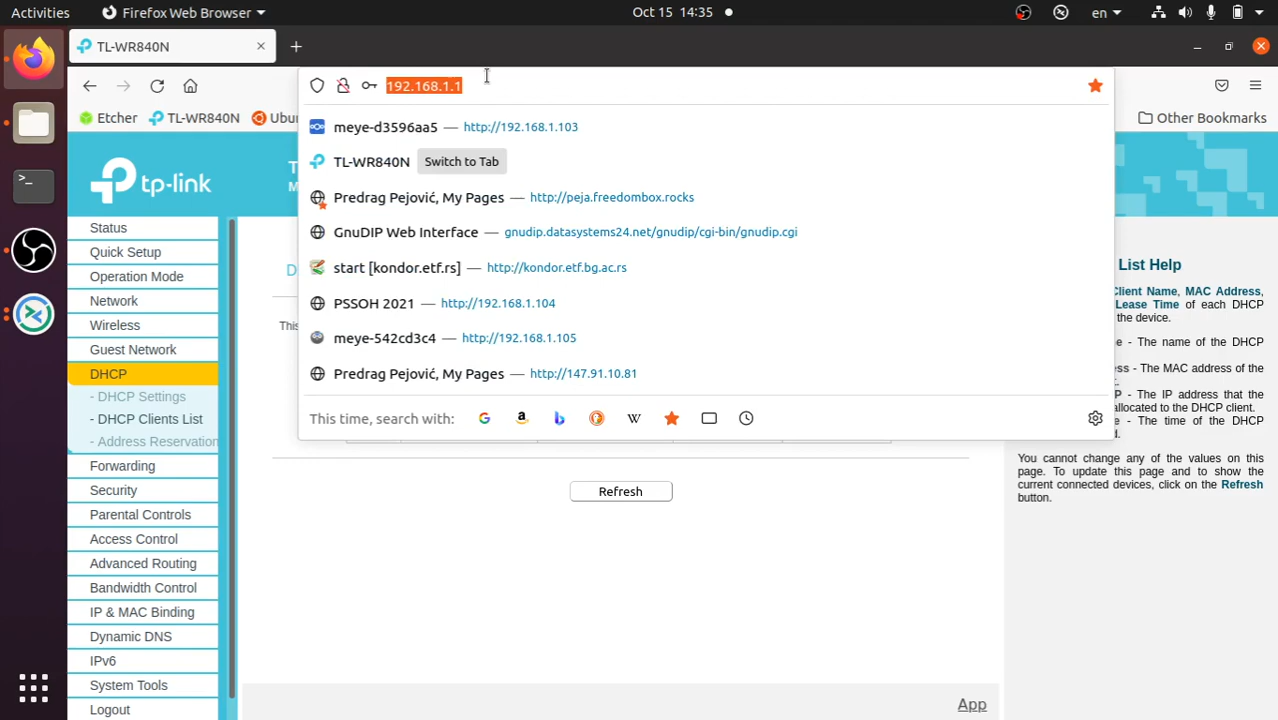 Activities
Firefox Web Browser
Oct 15 14:35
en
TL-WR840N
192.168.1.1
Etcher
TL-WR840N
Ubu
Other Bookmarks
tp-link
meye-d3596aa5 — http://192.168.1.103
TL-WR840N Switch to Tab
Predrag Pejović, My Pages — http://peja.freedombox.rocks
GnuDIP Web Interface — gnudip.datasystems24.net/gnudip/cgi-bin/gnudip.cgi
start [kondor.etf.rs] — http://kondor.etf.bg.ac.rs
PSSOH 2021 — http://192.168.1.104
meye-542cd3c4 — http://192.168.1.105
Predrag Pejović, My Pages — http://147.91.10.81
This time, search with:
Status
Quick Setup
Operation Mode
Network
Wireless
Guest Network
DHCP
- DHCP Settings
- DHCP Clients List
- Address Reservation
Forwarding
Security
Parental Controls
Access Control
Advanced Routing
Bandwidth Control
IP & MAC Binding
Dynamic DNS
IPv6
System Tools
Logout
T
M
D
This
Refresh
App
List Help
Client Name, MAC Address,
Lease Time of each DHCP
the device.
e - The name of the DHCP
ess - The MAC address of the
P - The IP address that the
allocated to the DHCP client.
e - The time of the DHCP
d.
You cannot change any of the values on this
page. To update this page and to show the
current connected devices, click on the Refresh
button.